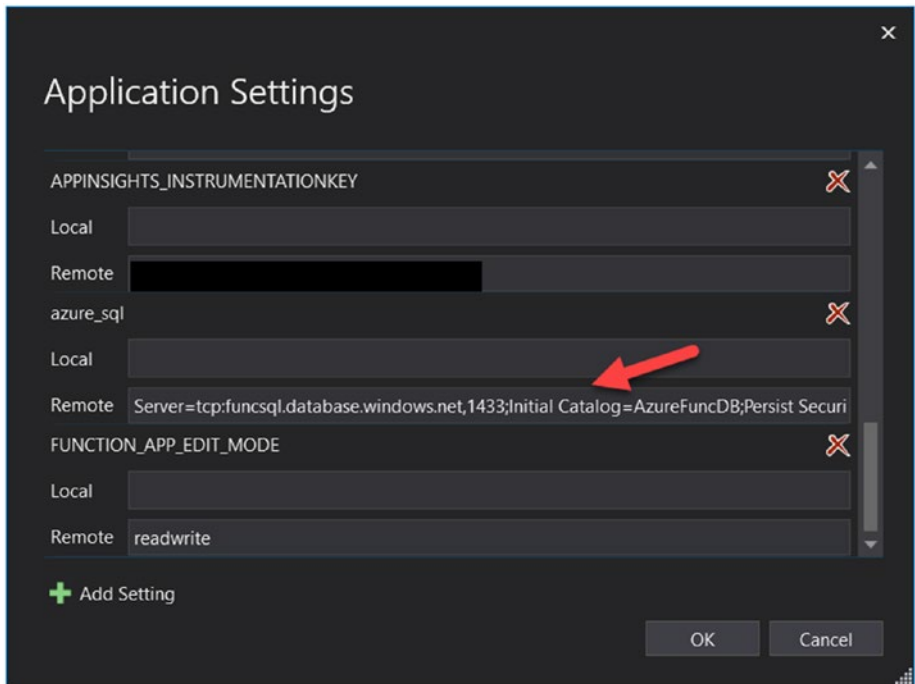 Application Settings
APPINSIGHTS_INSTRUMENTATIONKEY
Local
Remote
azure_sql
Local
Remote Server=tcp:funcsql.database.windows.net,1433;Initial Catalog=AzureFuncDB;Persist Securi
FUNCTION_APP_EDIT_MODE
Local
Remote readwrite
Add Setting
OK Cancel